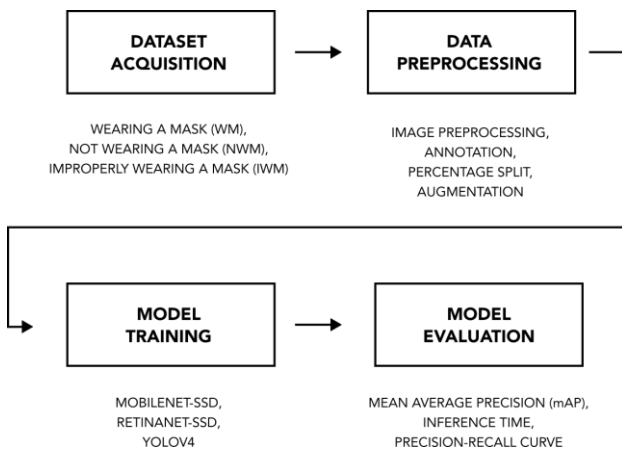 DATASET
ACQUISITION
WEARING A MASK (WM),
NOT WEARING A MASK (NWM),
IMPROPERLY WEARING A MASK (IWM)
DATA
PREPROCESSING
IMAGE PREPROCESSING,
ANNOTATION,
PERCENTAGE SPLIT,
AUGMENTATION
MODEL
TRAINING
MOBILENET-SSD,
RETINANET-SSD,
YOLOV4
MODEL
EVALUATION
MEAN AVERAGE PRECISION (mAP),
INFERENCE TIME,
PRECISION-RECALL CURVE